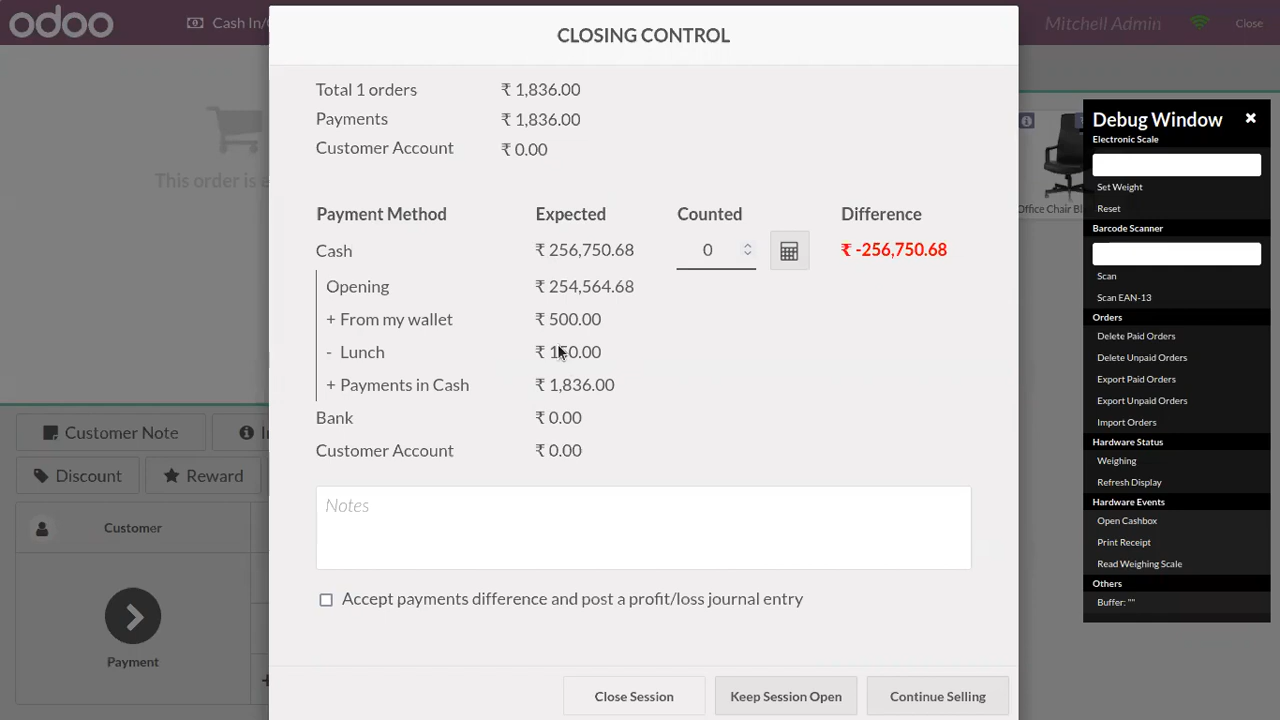 odoo
Cash In/
Mitchell Admin
Close
CLOSING CONTROL
Total 1 orders ₹ 1,836.00
Payments ₹ 1,836.00
Customer Account ₹ 0.00
Payment Method Expected Counted Difference
Cash ₹ 256,750.68 0 ₹ -256,750.68
Opening ₹ 254,564.68
+ From my wallet ₹ 500.00
- Lunch ₹ 150.00
+ Payments in Cash ₹ 1,836.00
Bank ₹ 0.00
Customer Account ₹ 0.00
Notes
Accept payments difference and post a profit/loss journal entry
Close Session
Keep Session Open
Continue Selling
This order is e
Customer Note
Discount
Reward
Customer
Payment
Office Chair Bl
Debug Window
Electronic Scale
Set Weight
Reset
Barcode Scanner
Scan
Scan EAN-13
Orders
Delete Paid Orders
Delete Unpaid Orders
Export Paid Orders
Export Unpaid Orders
Import Orders
Hardware Status
Weighing
Refresh Display
Hardware Events
Open Cashbox
Print Receipt
Read Weighing Scale
Others
Buffer: ""